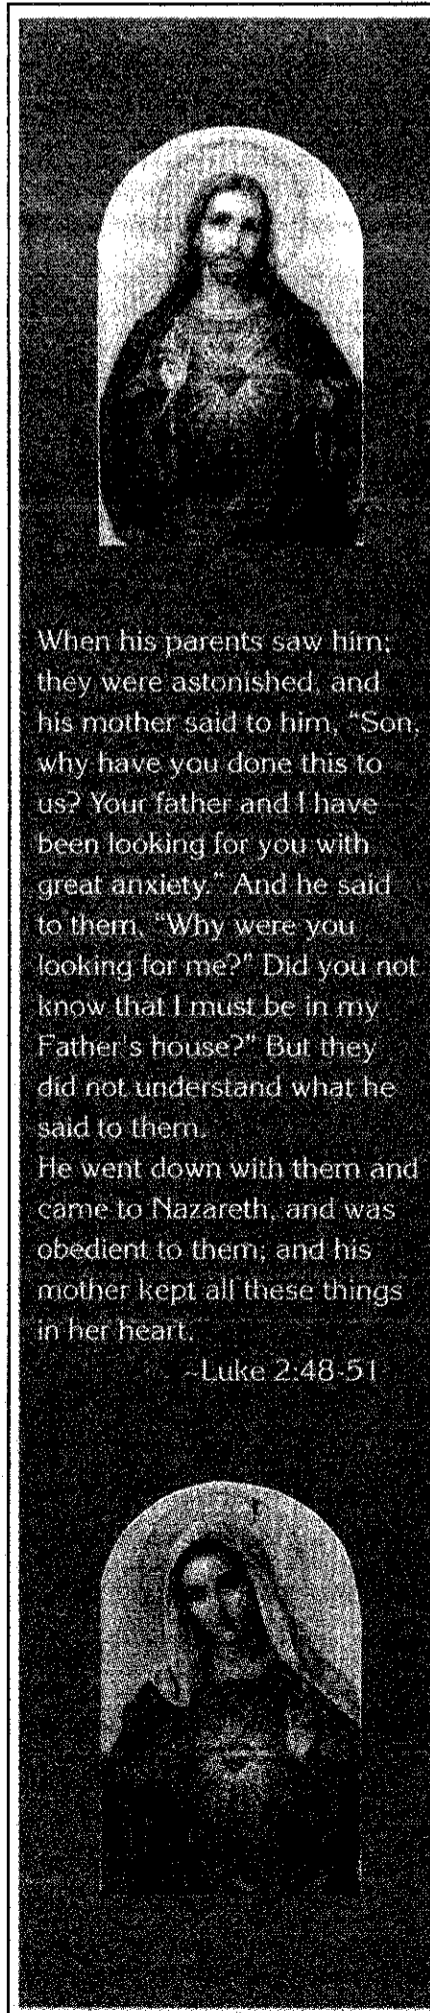 When his parents saw him;
they were astonished, and
his mother said to him, “Son,
why have you done this to
us? Your father and I have
been looking for you with
great anxiety.” And he said
to them, “Why were you
looking for me?” Did you not
know that I must be in my
Father's house?” But they
did not understand what he
said to them.
He went down with them and
came to Nazareth, and was
obedient to them; and his
mother kept all these things
in her heart.
~Luke 2:48-51